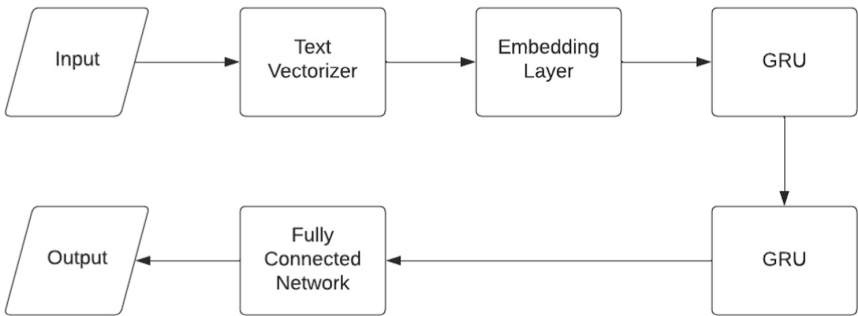 Input
Text
Vectorizer
Embedding
Layer
GRU
GRU
Fully
Connected
Network
Output